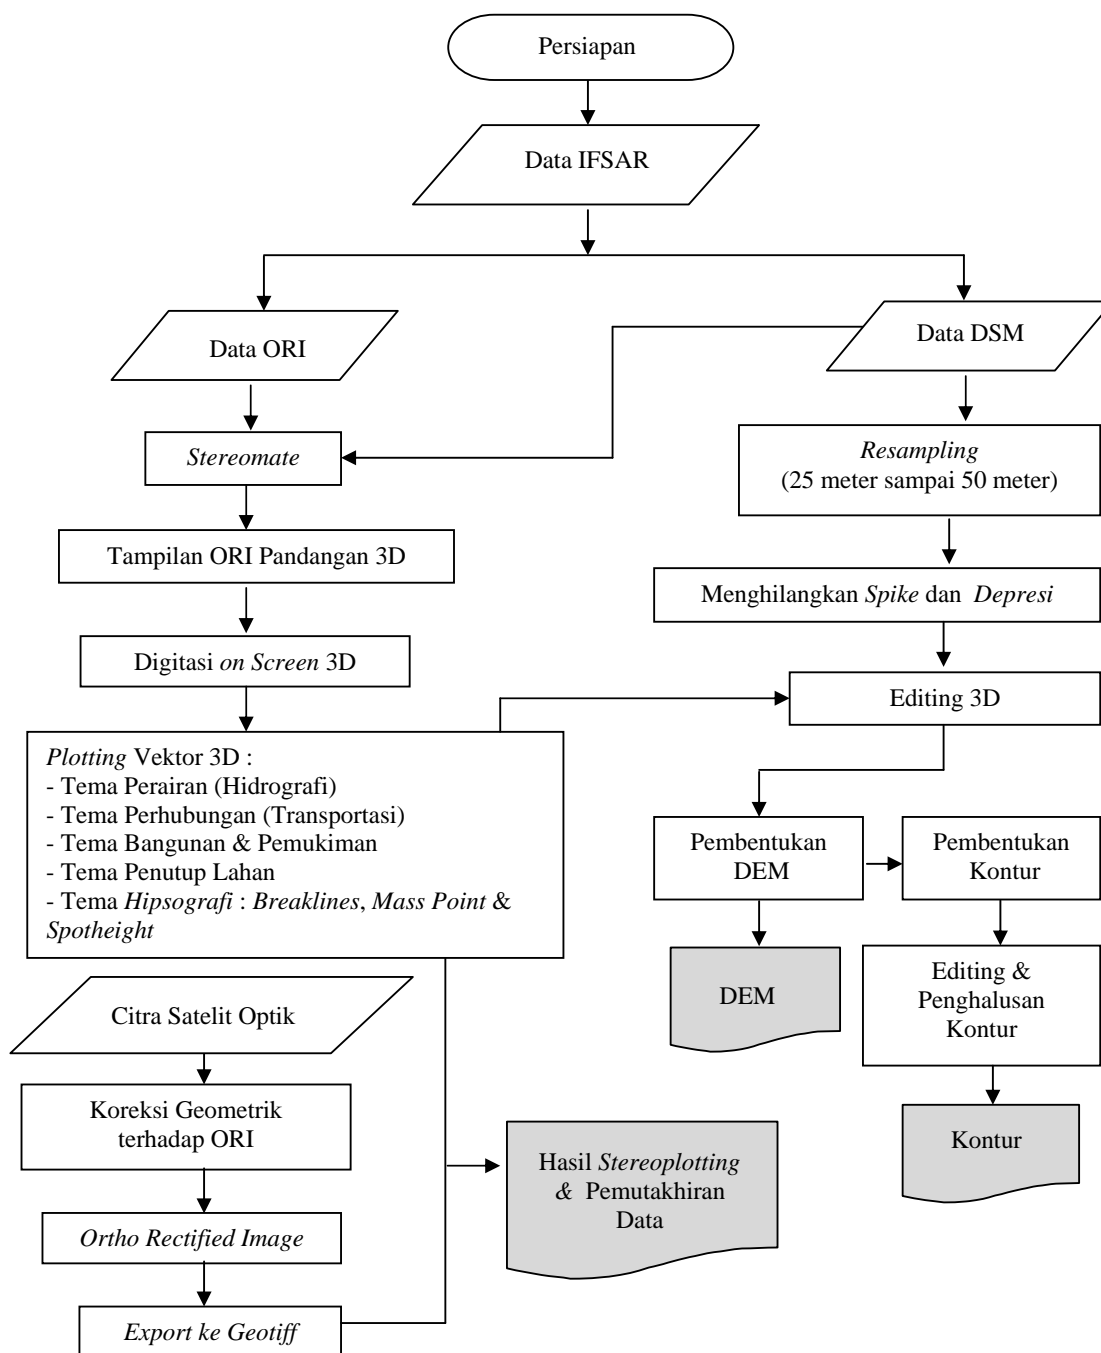 Persiapan
Data IFSAR
Data ORI
Data DSM
Stereomate
Resampling
(25 meter sampai 50 meter)
Tampilan ORI Pandangan 3D
Menghilangkan Spike dan Depresi
Digitasi on Screen 3D
Editing 3D
Plotting Vektor 3D :
- Tema Perairan (Hidrografi)
- Tema Perhubungan (Transportasi)
- Tema Bangunan & Pemukiman
- Tema Penutup Lahan
- Tema Hipsografi : Breaklines, Mass Point &
Spotheight
Pembentukan
DEM
Pembentukan
Kontur
DEM
Editing &
Penghalusan
Kontur
Citra Satelit Optik
Koreksi Geometrik
terhadap ORI
Kontur
Hasil Stereoplotting
& Pemutakhiran
Data
Ortho Rectified Image
Export ke Geotiff